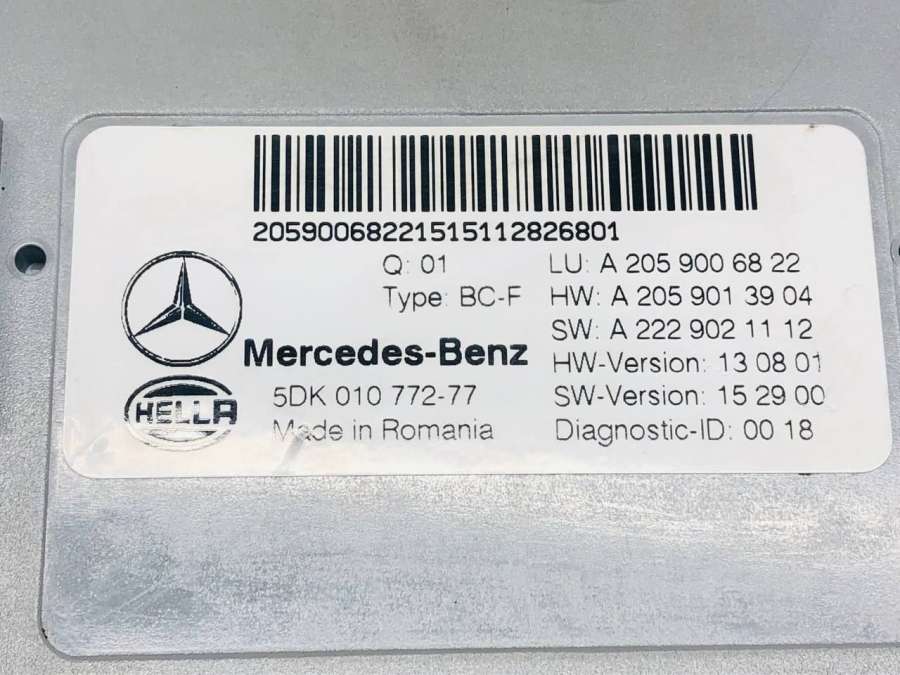 20590068221515112826801
Q: 01
LU: A 205 900 68 22
Type: BC-F
HW: A 205 901 39 04
SW: A 222 902 11 12
Mercedes-Benz
HW-Version: 13 08 01
HELLA
5DK 010 772-77
SW-Version: 15 29 00
Made in Romania
Diagnostic-ID: 00 18